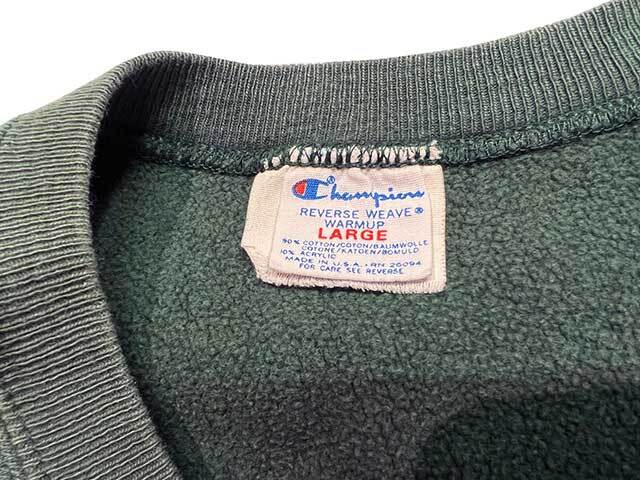 Champion®
REVERSE WEAVE®
WARMUP
LARGE
90% COTTON/COTON/BAUMWOLLE
COTONE/KATOEN/BOMULD
10% ACRYLIC
MADE IN U.S.A. • RN 26094
FOR CARE SEE REVERSE